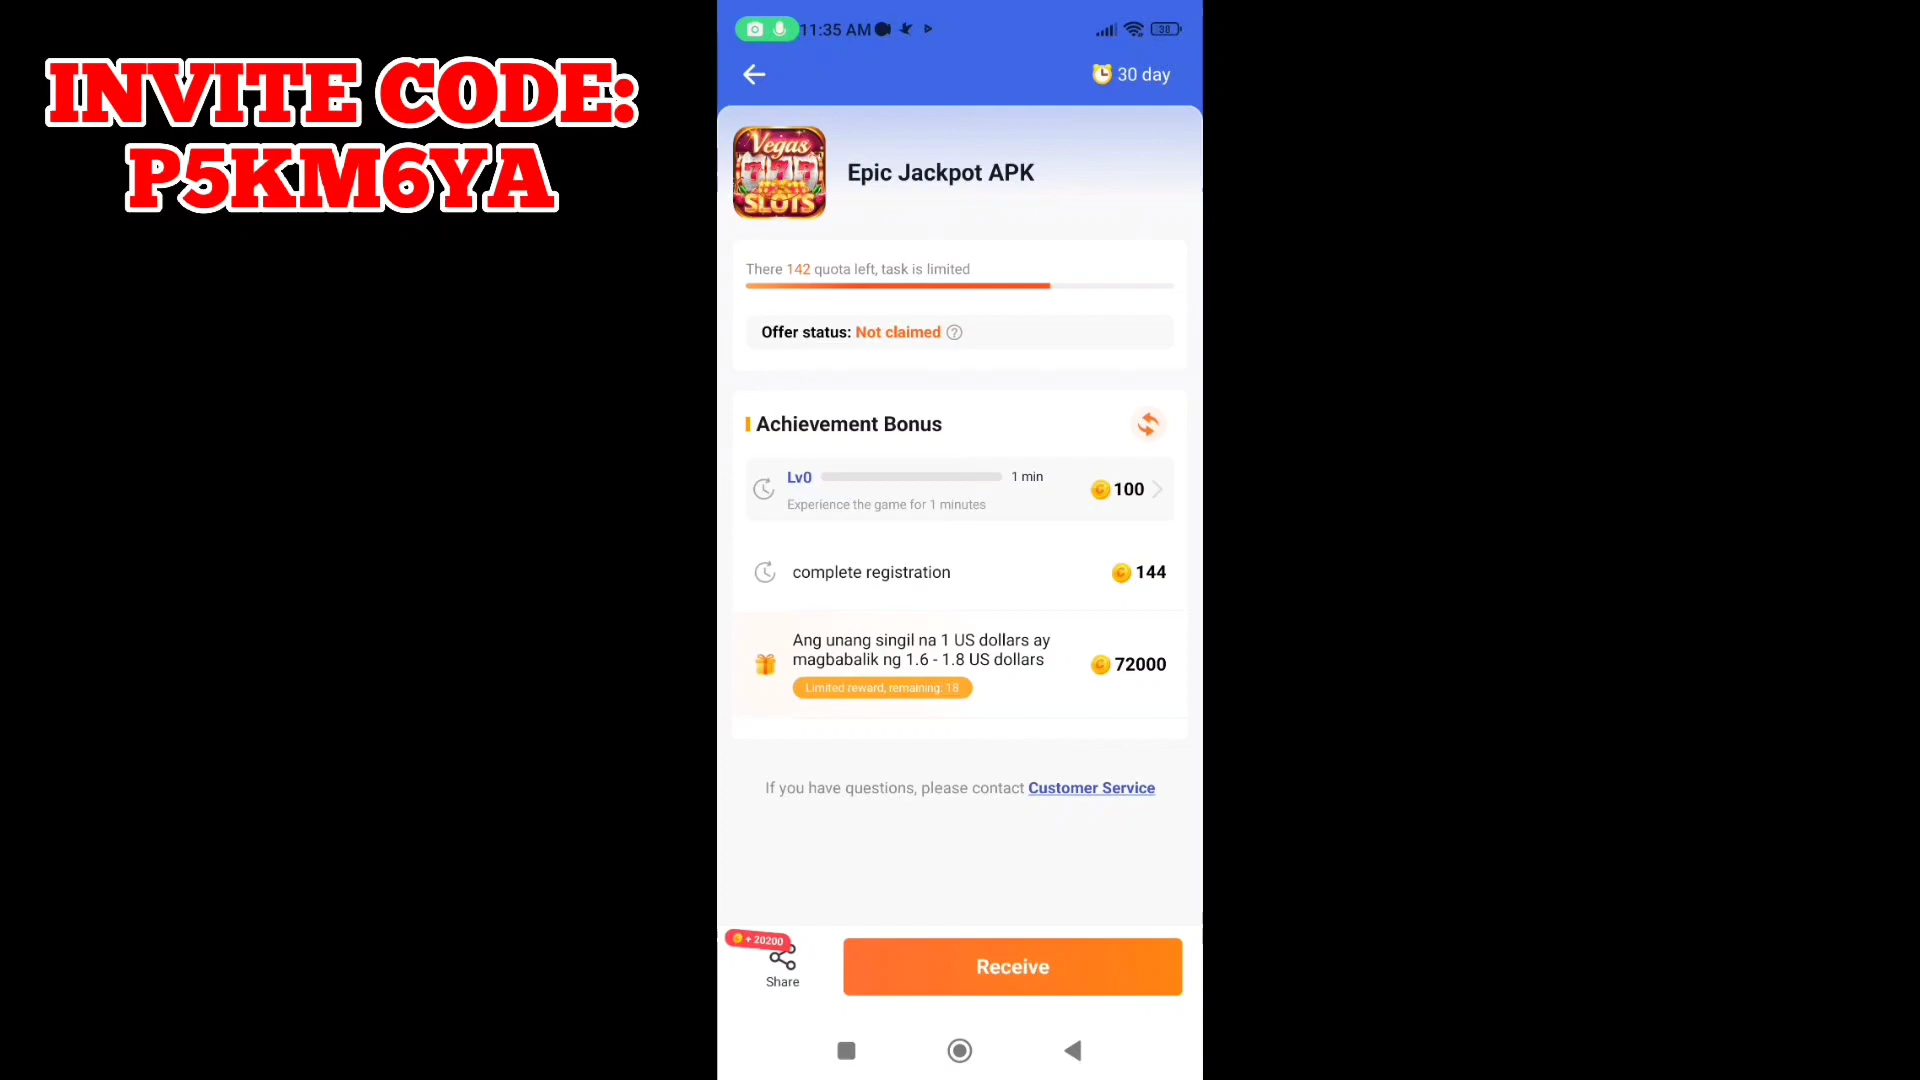 INVITE CODE:
P5KM6YA
11:35 AM
38
30 day
Vegas
777
SLOTS
Epic Jackpot APK
There 142 quota left, task is limited
Offer status: Not claimed ?
Achievement Bonus
Lv0
1 min
100
Experience the game for 1 minutes
complete registration
144
Ang unang singil na 1 US dollars ay
magbabalik ng 1.6 - 1.8 US dollars
72000
Limited reward, remaining: 18
If you have questions, please contact Customer Service
+ 20200
Share
Receive